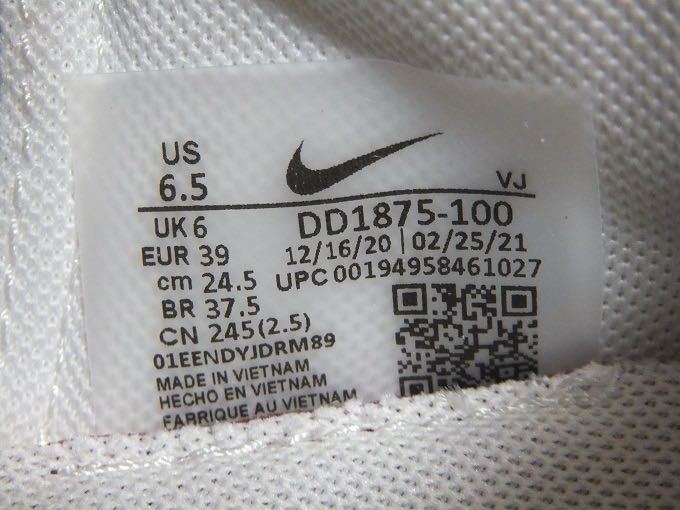 US
6.5
VJ
UK 6
DD1875-100
EUR 39
12/16/20 | 02/25/21
cm 24.5
UPC 00194958461027
BR 37.5
CN 245(2.5)
01EENDYJDRM89
MADE IN VIETNAM
HECHO EN VIETNAM
FABRIQUE AU VIETNAM